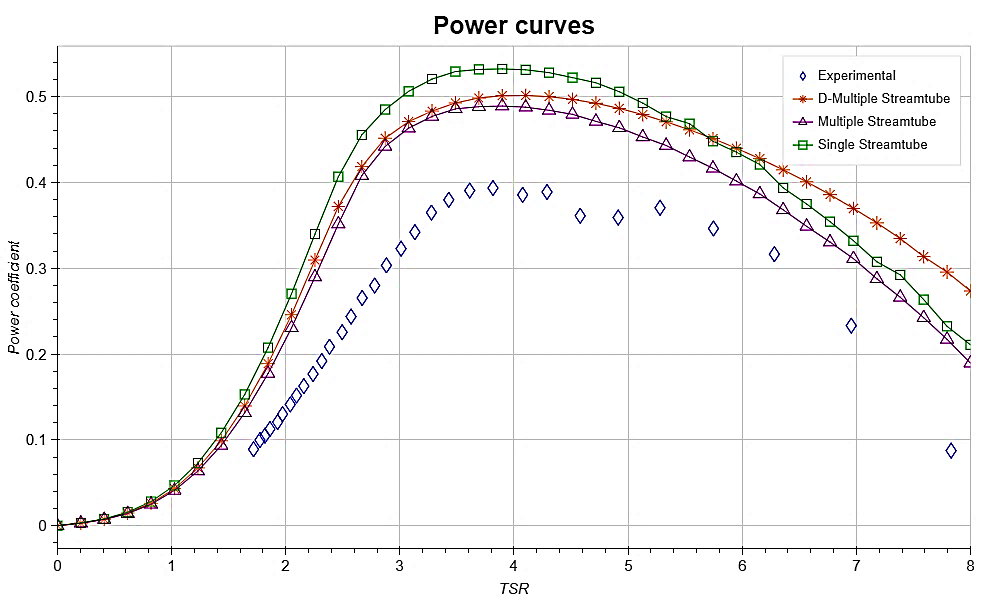 Power curves
Experimental
D-Multiple Streamtube
Multiple Streamtube
Single Streamtube
Power coefficient
0.5
0.4
0.3
0.2
0.1
0
0 1 2 3 4 5 6 7 8
TSR